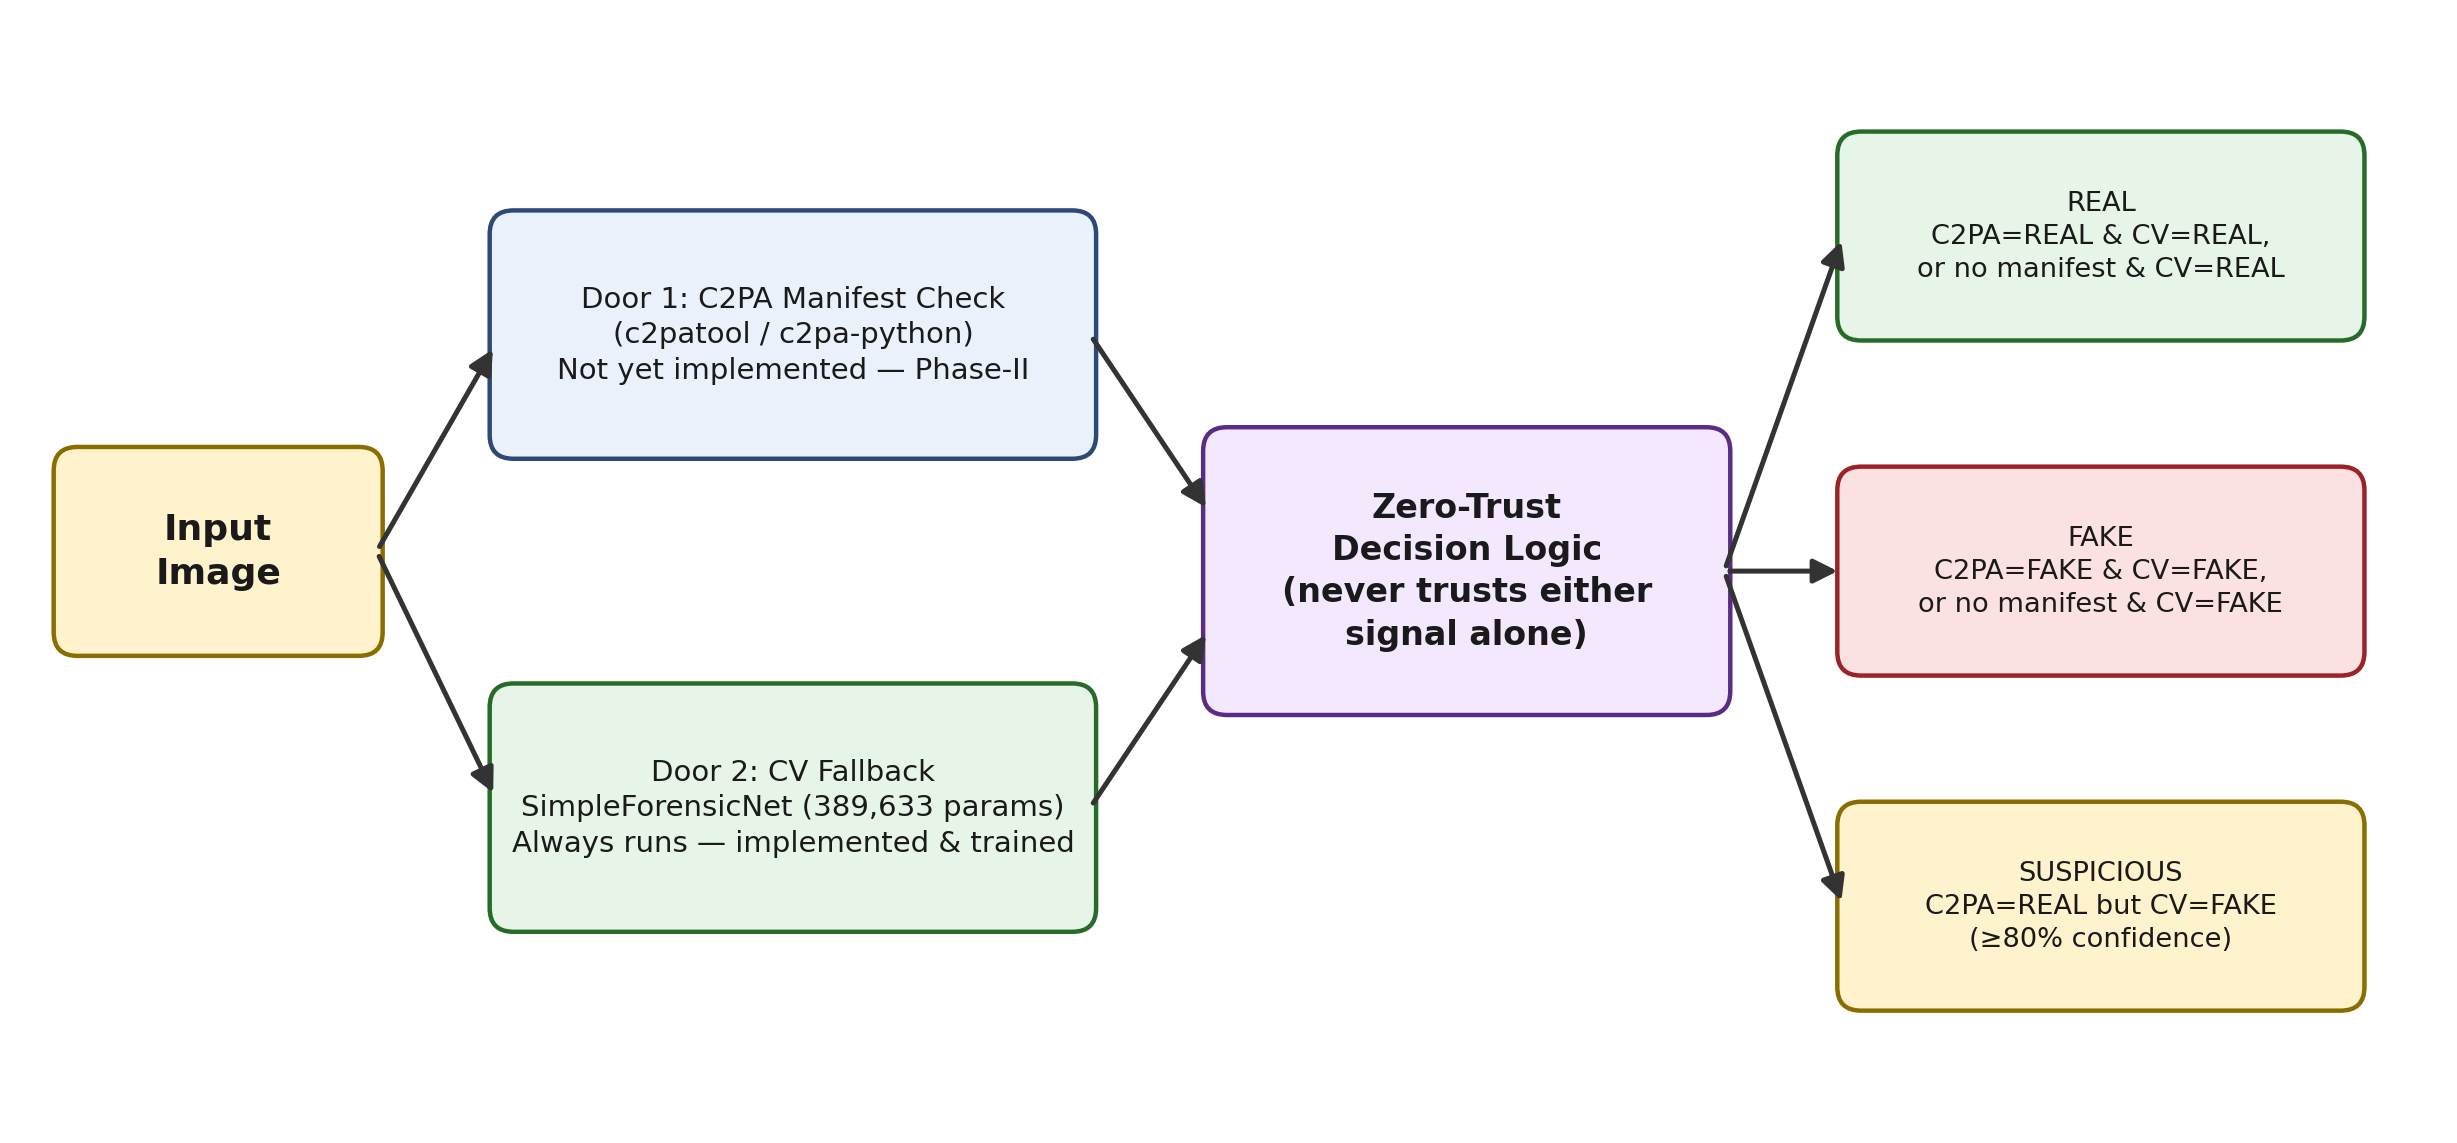 Input
Image
Door 1: C2PA Manifest Check
(c2patool / c2pa-python)
Not yet implemented — Phase-II
Door 2: CV Fallback
SimpleForensicNet (389,633 params)
Always runs — implemented & trained
Zero-Trust
Decision Logic
(never trusts either
signal alone)
REAL
C2PA=REAL & CV=REAL,
or no manifest & CV=REAL
FAKE
C2PA=FAKE & CV=FAKE,
or no manifest & CV=FAKE
SUSPICIOUS
C2PA=REAL but CV=FAKE
(≥80% confidence)